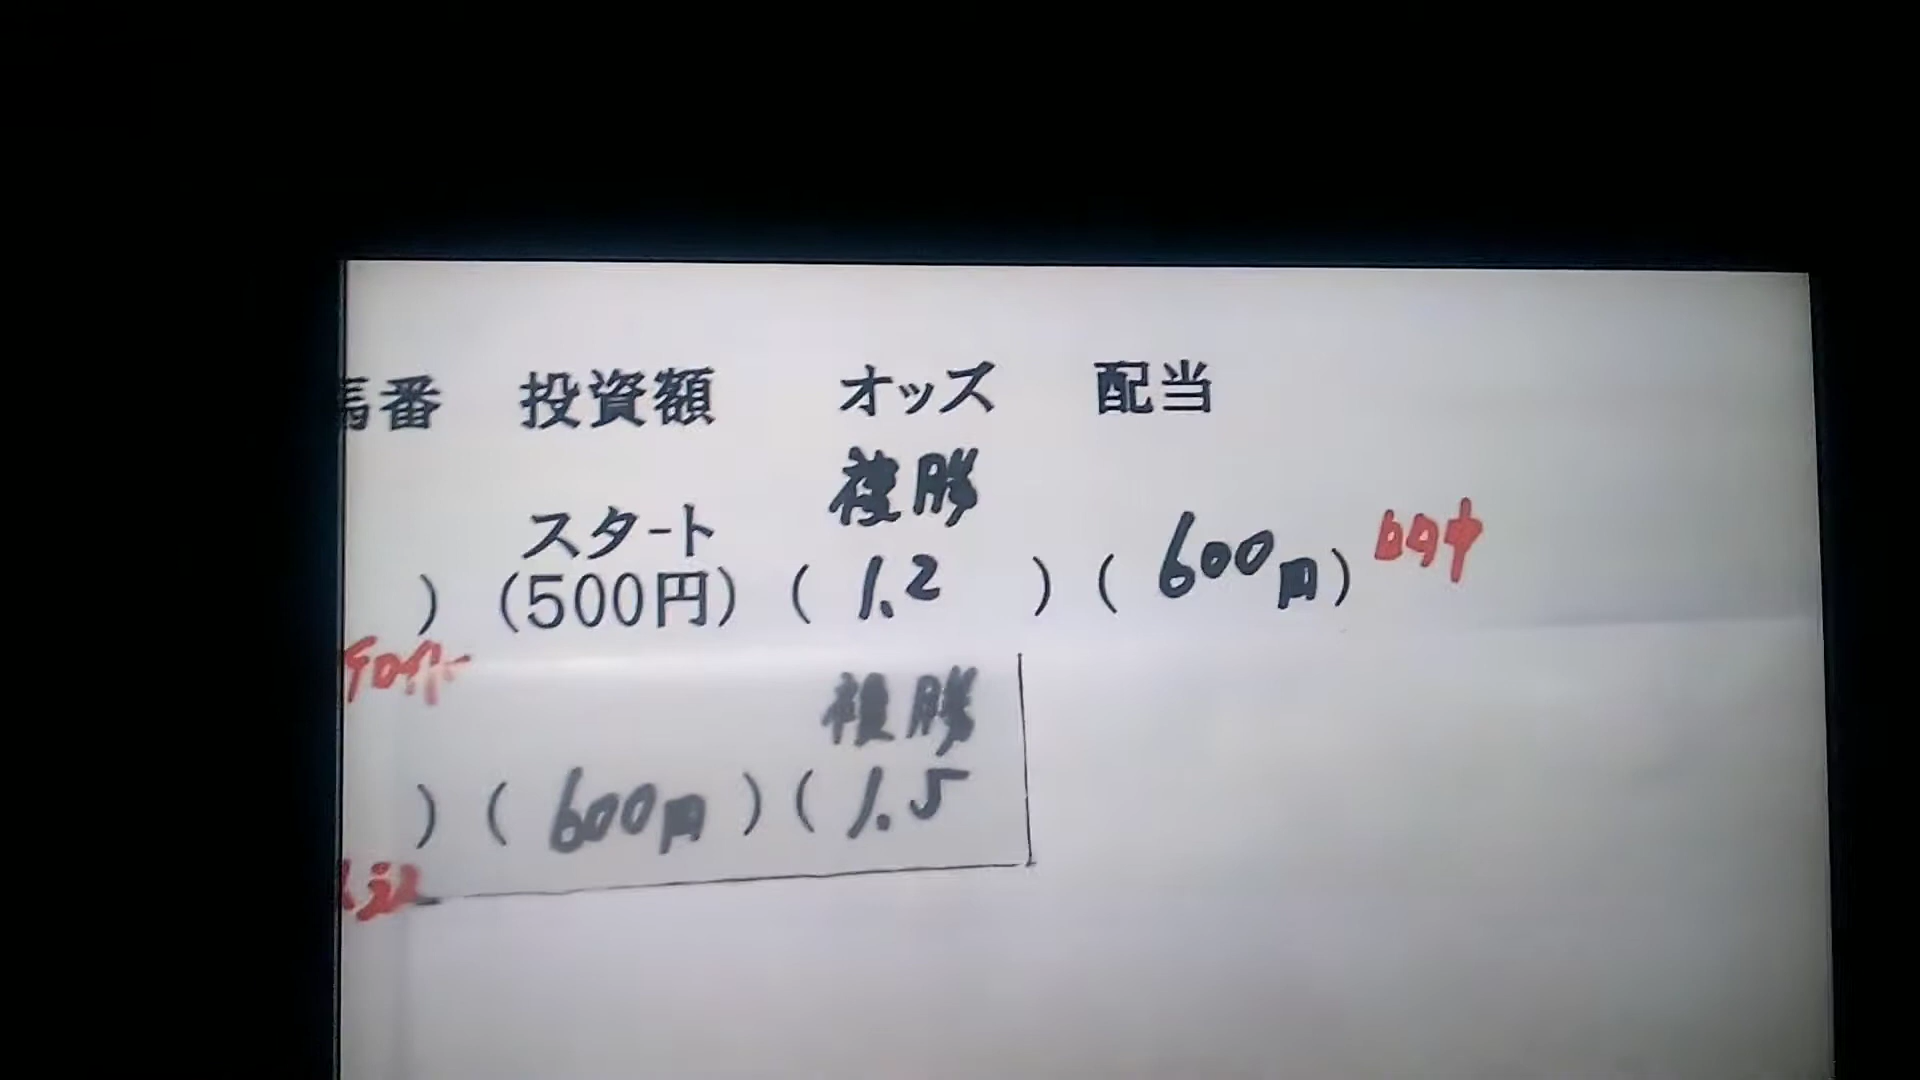 馬番 投資額 オッズ 配当
複勝
スタート
) (500円) ( 1.2 ) ( 600円) 的中
複勝
) ( 600円 ) ( 1.5